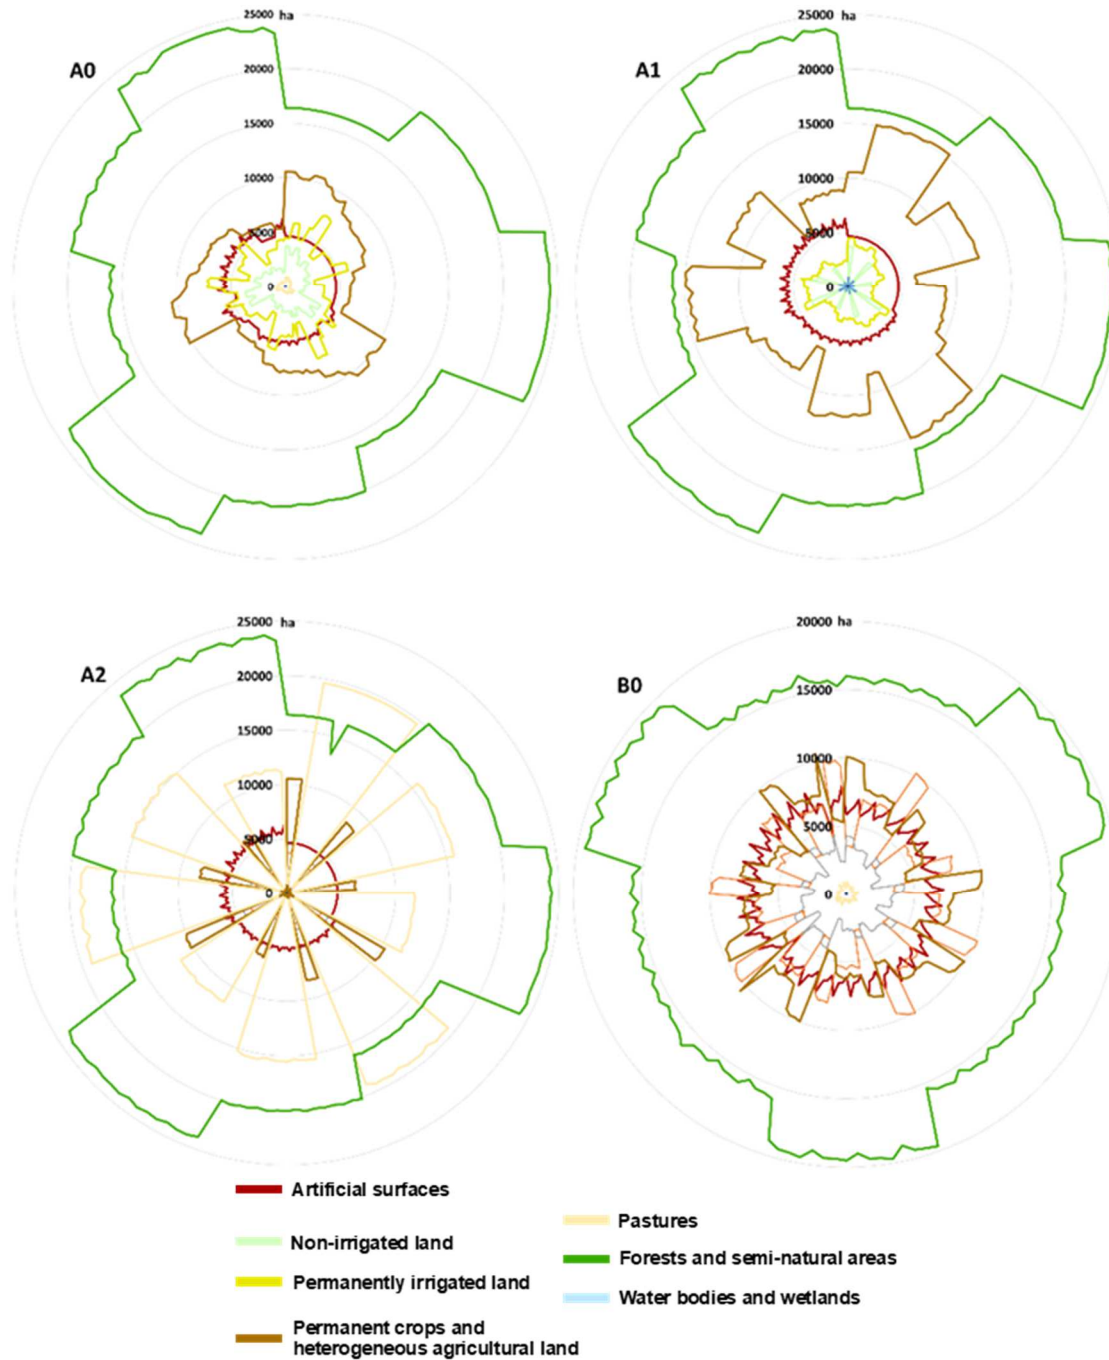 25000 ha
A0
20000
15000
10000
5000
0
25000 ha
A1
20000
15000
10000
5000
0
25000 ha
A2
20000
15000
10000
5000
0
20000 ha
B0
15000
10000
5000
0
Artificial surfaces
Non-irrigated land
Permanently irrigated land
Permanent crops and
heterogeneous agricultural land
Pastures
Forests and semi-natural areas
Water bodies and wetlands